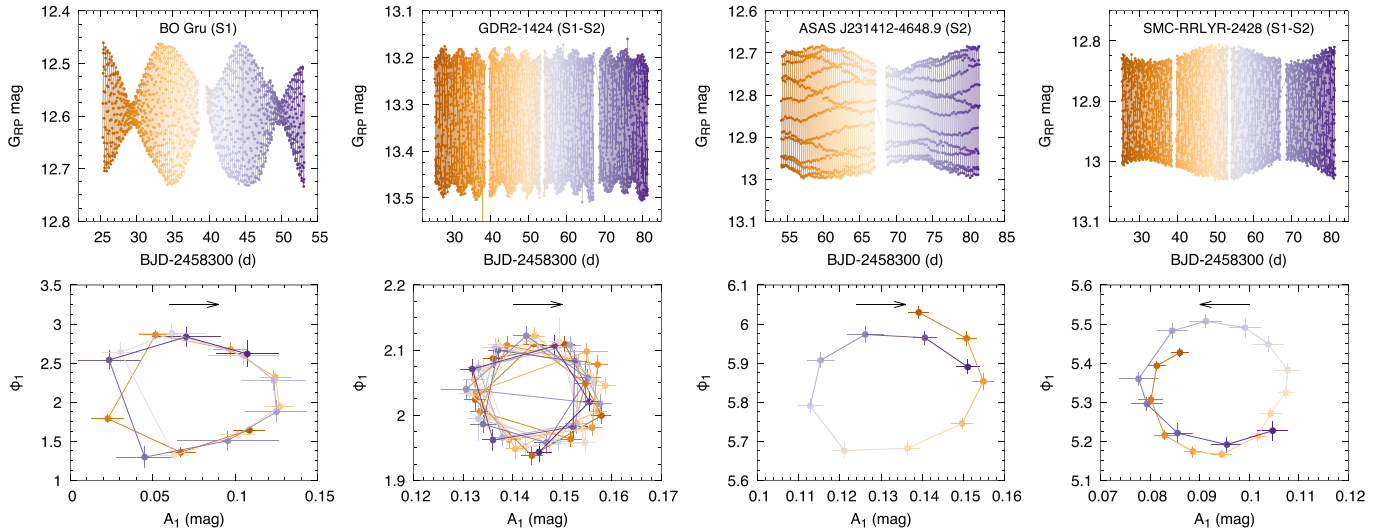 BO Gru (S1)
12.4
12.5
12.6
12.7
12.8
G_RP mag
25 30 35 40 45 50 55
BJD-2458300 (d)
GDR2-1424 (S1-S2)
13.1
13.2
13.3
13.4
13.5
G_RP mag
30 40 50 60 70 80
BJD-2458300 (d)
ASAS J231412-4648.9 (S2)
12.6
12.7
12.8
12.9
13
13.1
G_RP mag
55 60 65 70 75 80 85
BJD-2458300 (d)
SMC-RRLYR-2428 (S1-S2)
12.8
12.9
13
13.1
G_RP mag
30 40 50 60 70 80
BJD-2458300 (d)
3.5
3
2.5
2
1.5
1
ϕ₁
0 0.05 0.1 0.15
A₁ (mag)
2.2
2.1
2
1.9
ϕ₁
0.12 0.13 0.14 0.15 0.16 0.17
A₁ (mag)
6.1
6
5.9
5.8
5.7
5.6
ϕ₁
0.1 0.11 0.12 0.13 0.14 0.15 0.16
A₁ (mag)
5.6
5.5
5.4
5.3
5.2
5.1
ϕ₁
0.07 0.08 0.09 0.1 0.11 0.12
A₁ (mag)